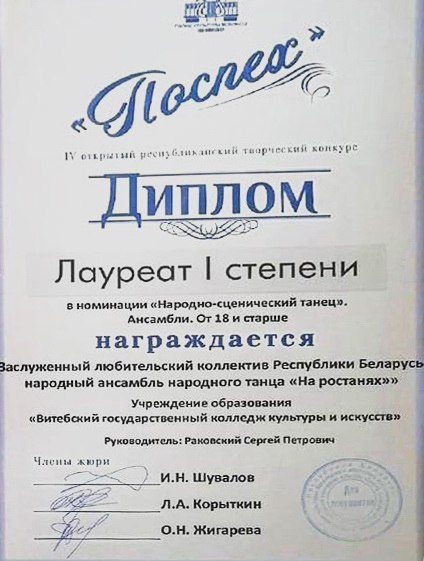 «Поспех»
IV открытый республиканский творческий конкурс
Диплом
Лауреат I степени
в номинации «Народно-сценический танец».
Ансамбли. От 18 и старше
награждается
Заслуженный любительский коллектив Республики Беларусь
народный ансамбль народного танца «На ростанях»»
Учреждение образования
«Витебский государственный колледж культуры и искусств»
Руководитель: Раковский Сергей Петрович
Члены жюри
И.Н. Шувалов
Л.А. Корыткин
О.Н. Жигарева
Для
документов